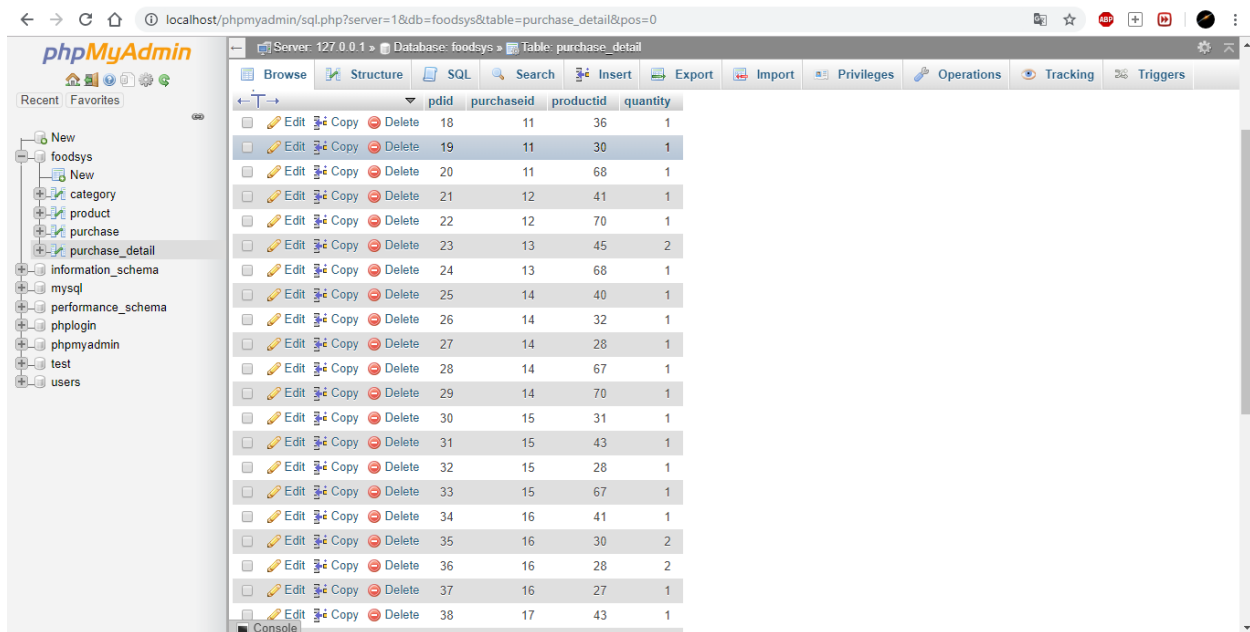 localhost/phpmyadmin/sql.php?server=1&db=foodsys&table=purchase_detail&pos=0
ABP
phpMyAdmin
Recent Favorites
New
foodsys
New
category
product
purchase
purchase_detail
information_schema
mysql
performance_schema
phplogin
phpmyadmin
test
users
Server: 127.0.0.1 » Database: foodsys » Table: purchase_detail
Browse Structure SQL Search Insert Export Import Privileges Operations Tracking Triggers
←T→ pdid purchaseid productid quantity
Edit Copy Delete 18 11 36 1
Edit Copy Delete 19 11 30 1
Edit Copy Delete 20 11 68 1
Edit Copy Delete 21 12 41 1
Edit Copy Delete 22 12 70 1
Edit Copy Delete 23 13 45 2
Edit Copy Delete 24 13 68 1
Edit Copy Delete 25 14 40 1
Edit Copy Delete 26 14 32 1
Edit Copy Delete 27 14 28 1
Edit Copy Delete 28 14 67 1
Edit Copy Delete 29 14 70 1
Edit Copy Delete 30 15 31 1
Edit Copy Delete 31 15 43 1
Edit Copy Delete 32 15 28 1
Edit Copy Delete 33 15 67 1
Edit Copy Delete 34 16 41 1
Edit Copy Delete 35 16 30 2
Edit Copy Delete 36 16 28 2
Edit Copy Delete 37 16 27 1
Edit Copy Delete 38 17 43 1
Console